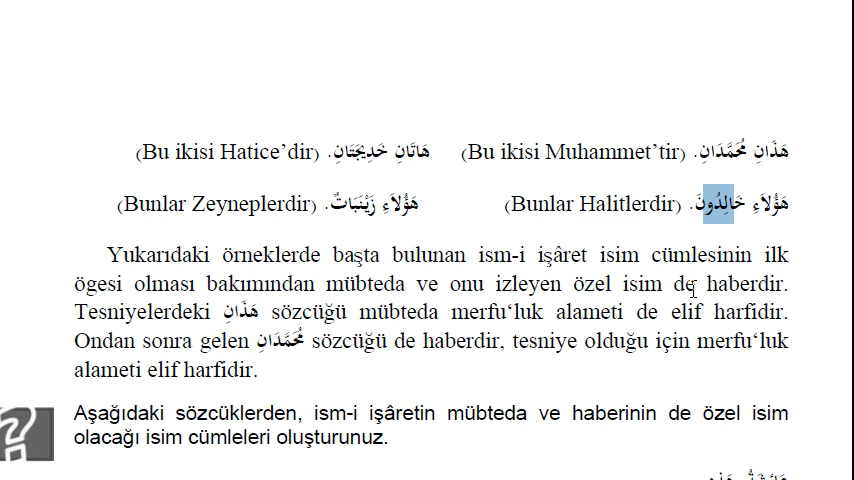 هَذَانِ مُحَمَّدَانِ. (Bu ikisi Muhammet’tir) هَاتَانِ خَدِيجَتَانِ. (Bu ikisi Hatice’dir)
هَؤُلاَءِ خَالِدُونَ. (Bunlar Halitlerdir) هَؤُلاَءِ زَيْنَبَاتٌ. (Bunlar Zeyneplerdir)
Yukarıdaki örneklerde başta bulunan ism-i işâret isim cümlesinin ilk
ögesi olması bakımından mübteda ve onu izleyen özel isim de haberdir.
Tesniyelerdeki هَذَانِ sözcüğü mübteda merfu‘luk alameti de elif harfidir.
Ondan sonra gelen مُحَمَّدَانِ sözcüğü de haberdir, tesniye olduğu için merfu‘luk
alameti elif harfidir.
Aşağıdaki sözcüklerden, ism-i işâretin mübteda ve haberinin de özel isim
olacağı isim cümleleri oluşturunuz.